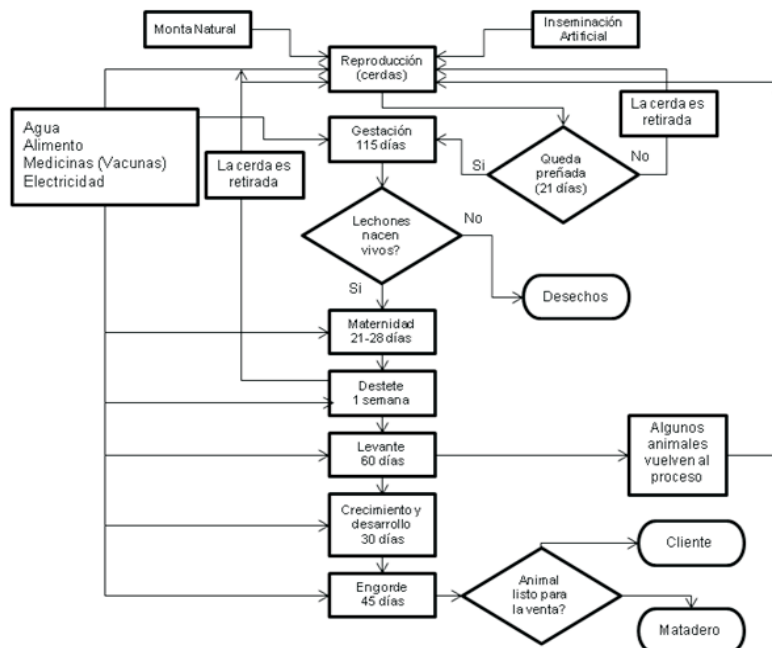 Monta Natural
Inseminación
Artificial
Reproducción
(cerdas)
Agua
Alimento
Medicinas (Vacunas)
Electricidad
La cerda es
retirada
Gestación
115 días
Si
Queda
preñada
(21 días)
No
La cerda es
retirada
Lechones
nacen
vivos?
No
Desechos
Si
Maternidad
21-28 días
Destete
1 semana
Levante
60 días
Algunos
animales
vuelven al
proceso
Crecimiento y
desarrollo
30 días
Engorde
45 días
Animal
listo para
la venta?
Cliente
Matadero